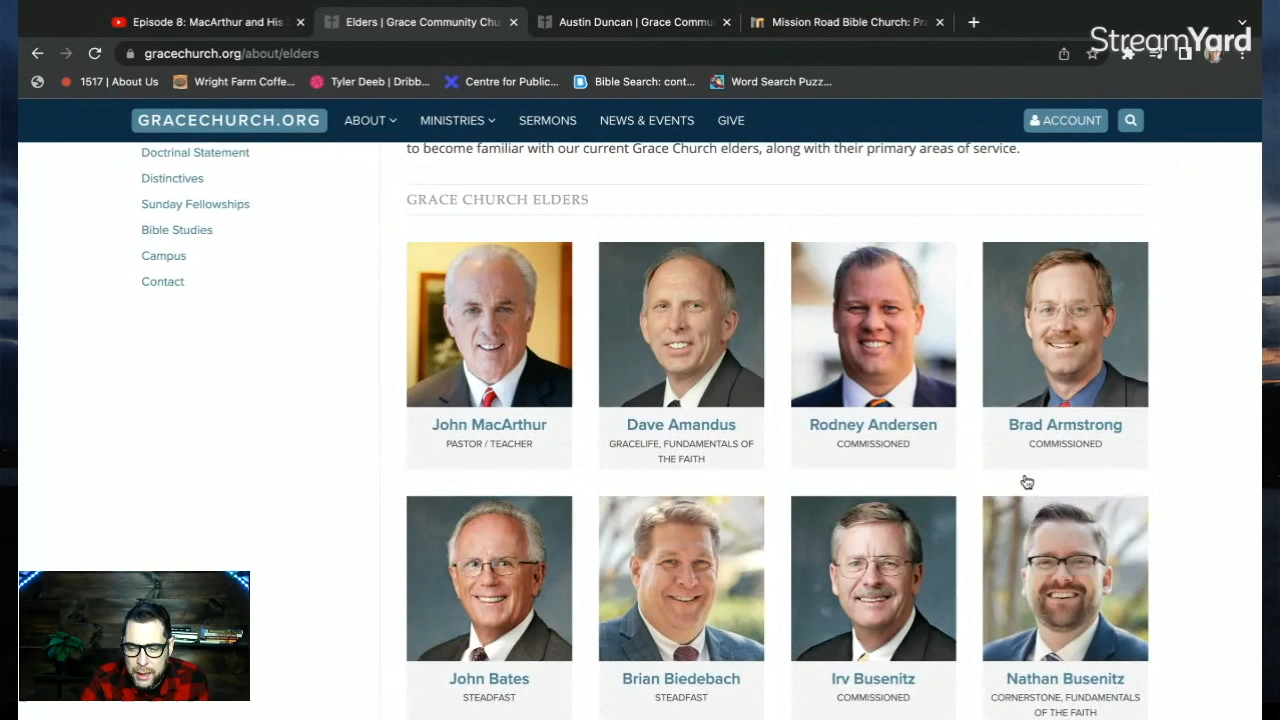 Episode 8: MacArthur and His
Elders | Grace Community Chu
Austin Duncan | Grace Commu
Mission Road Bible Church: Pra
StreamYard
gracechurch.org/about/elders
1517 | About Us
Wright Farm Coffe...
Tyler Deeb | Dribb...
Centre for Public...
Bible Search: cont...
Word Search Puzz...
GRACECHURCH.ORG
ABOUT
MINISTRIES
SERMONS
NEWS & EVENTS
GIVE
ACCOUNT
to become familiar with our current Grace Church elders, along with their primary areas of service.
Doctrinal Statement
Distinctives
Sunday Fellowships
Bible Studies
Campus
Contact
GRACE CHURCH ELDERS
John MacArthur
PASTOR / TEACHER
Dave Amandus
GRACELIFE, FUNDAMENTALS OF
THE FAITH
Rodney Andersen
COMMISSIONED
Brad Armstrong
COMMISSIONED
John Bates
STEADFAST
Brian Biedebach
STEADFAST
Irv Busenitz
COMMISSIONED
Nathan Busenitz
CORNERSTONE, FUNDAMENTALS
OF THE FAITH